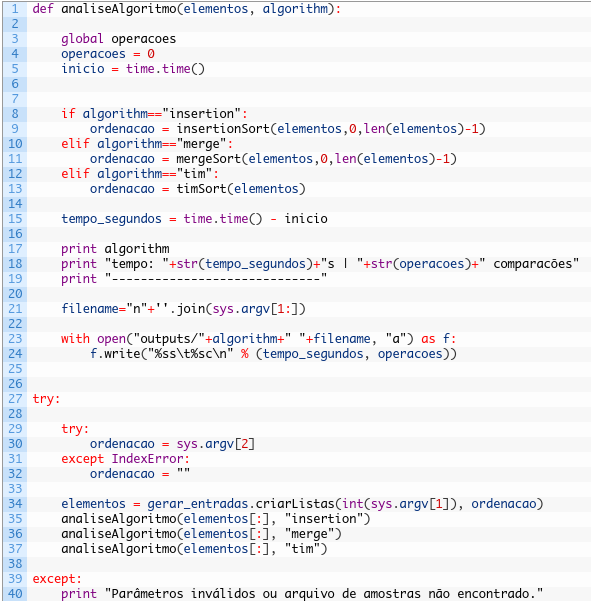 1 def analiseAlgoritmo(elementos, algorithm):
2
3     global operacoes
4     operacoes = 0
5     inicio = time.time()
6
7
8     if algorithm=="insertion":
9         ordenacao = insertionSort(elementos,0,len(elementos)-1)
10     elif algorithm=="merge":
11         ordenacao = mergeSort(elementos,0,len(elementos)-1)
12     elif algorithm=="tim":
13         ordenacao = timSort(elementos)
14
15     tempo_segundos = time.time() - inicio
16
17     print algorithm
18     print "tempo: "+str(tempo_segundos)+"s | "+str(operacoes)+" comparacões"
19     print "-----------------------------"
20
21     filename="n"+''.join(sys.argv[1:])
22
23     with open("outputs/"+algorithm+" "+filename, "a") as f:
24         f.write("%ss\t%sc\n" % (tempo_segundos, operacoes))
25
26
27 try:
28
29     try:
30         ordenacao = sys.argv[2]
31     except IndexError:
32         ordenacao = ""
33
34     elementos = gerar_entradas.criarListas(int(sys.argv[1]), ordenacao)
35     analiseAlgoritmo(elementos[:], "insertion")
36     analiseAlgoritmo(elementos[:], "merge")
37     analiseAlgoritmo(elementos[:], "tim")
38
39 except:
40     print "Parâmetros inválidos ou arquivo de amostras não encontrado."